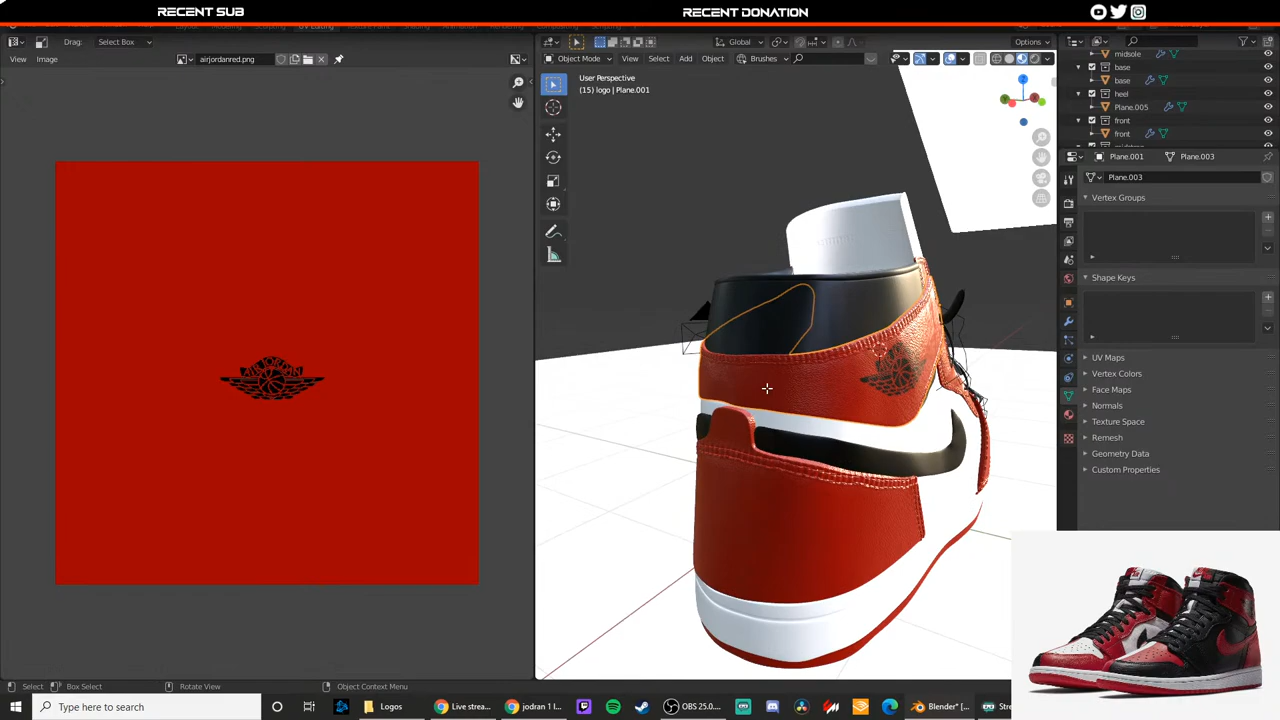 RECENT SUB
RECENT DONATION
Drag:
Select Box
Global
Options
View
Image
airjordanred.png
Object Mode
View
Select
Add
Object
Brushes
User Perspective
(15) logo | Plane.001
midsole
base
base
heel
Plane.005
front
front
Plane.001
Plane.003
Plane.003
Vertex Groups
Shape Keys
UV Maps
Vertex Colors
Face Maps
Normals
Texture Space
Remesh
Geometry Data
Custom Properties
Select
Box Select
Rotate View
Object Context Menu
Type here to search
Logos
Live strea...
jodran 1 l...
OBS 25.0....
Blender* [...
Stre